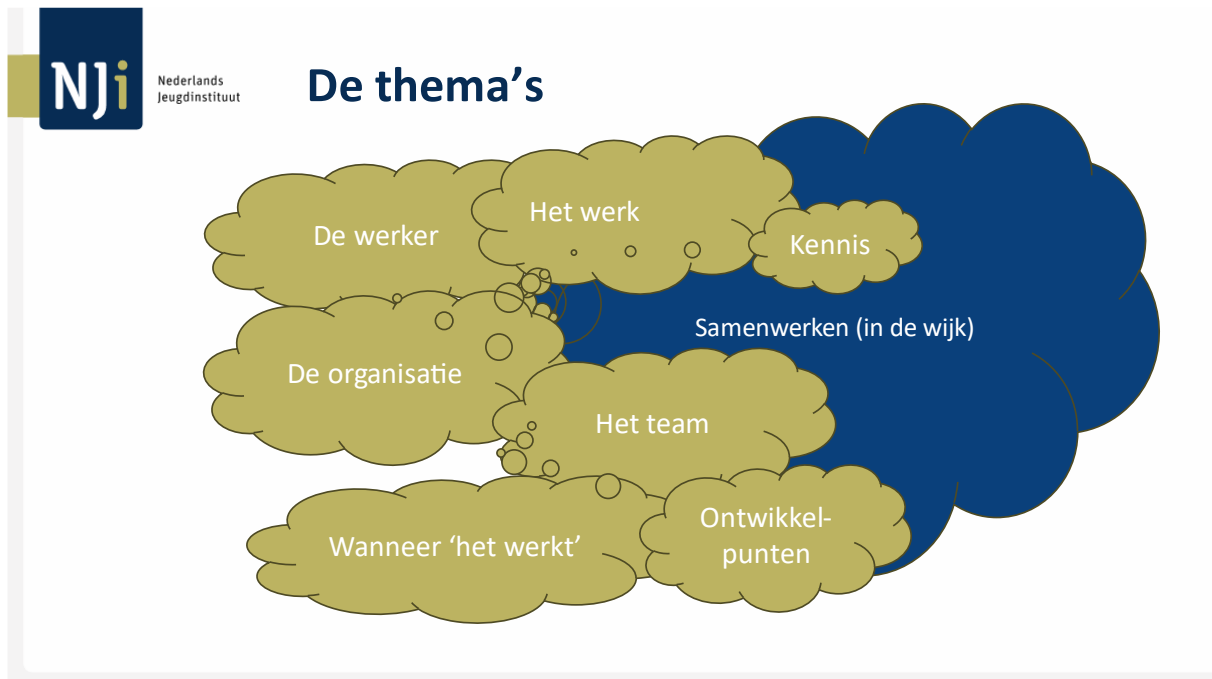 NJi
Nederlands
Jeugdinstituut
De thema's
De werker
Het werk
Kennis
Samenwerken (in de wijk)
De organisatie
Het team
Wanneer ‘het werkt’
Ontwikkel-
punten